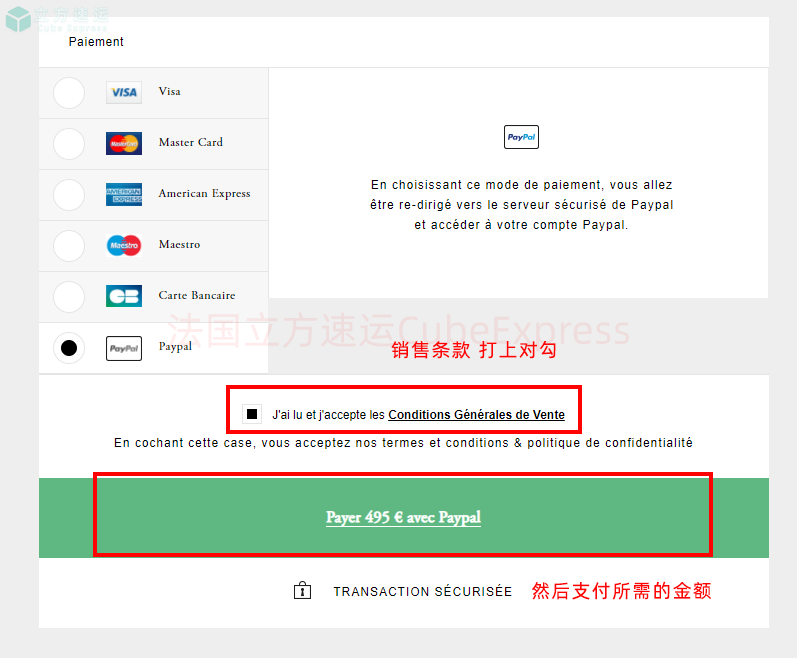 立方速运
Cube Express
Paiement
VISA
Visa
MasterCard
Master Card
AMERICAN EXPRESS
American Express
Maestro
Maestro
CB
Carte Bancaire
PayPal
Paypal
PayPal
En choisissant ce mode de paiement, vous allez
être re-dirigé vers le serveur sécurisé de Paypal
et accéder à votre compte Paypal.
法国立方速运CubeExpress
销售条款 打上对勾
J'ai lu et j'accepte les Conditions Générales de Vente
En cochant cette case, vous acceptez nos termes et conditions & politique de confidentialité
Payer 495 € avec Paypal
TRANSACTION SÉCURISÉE
然后支付所需的金额